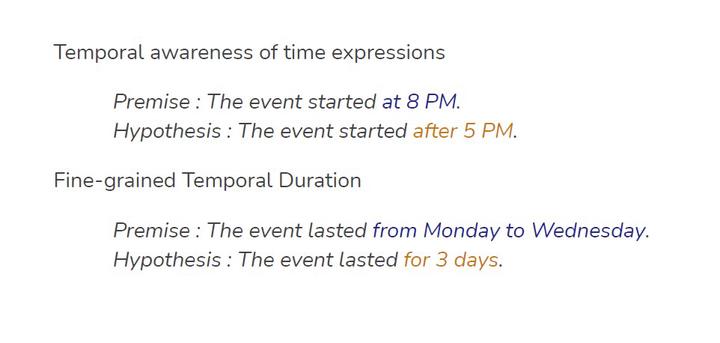 Temporal awareness of time expressions
Premise : The event started at 8 PM.
Hypothesis : The event started after 5 PM.
Fine-grained Temporal Duration
Premise : The event lasted from Monday to Wednesday.
Hypothesis : The event lasted for 3 days.